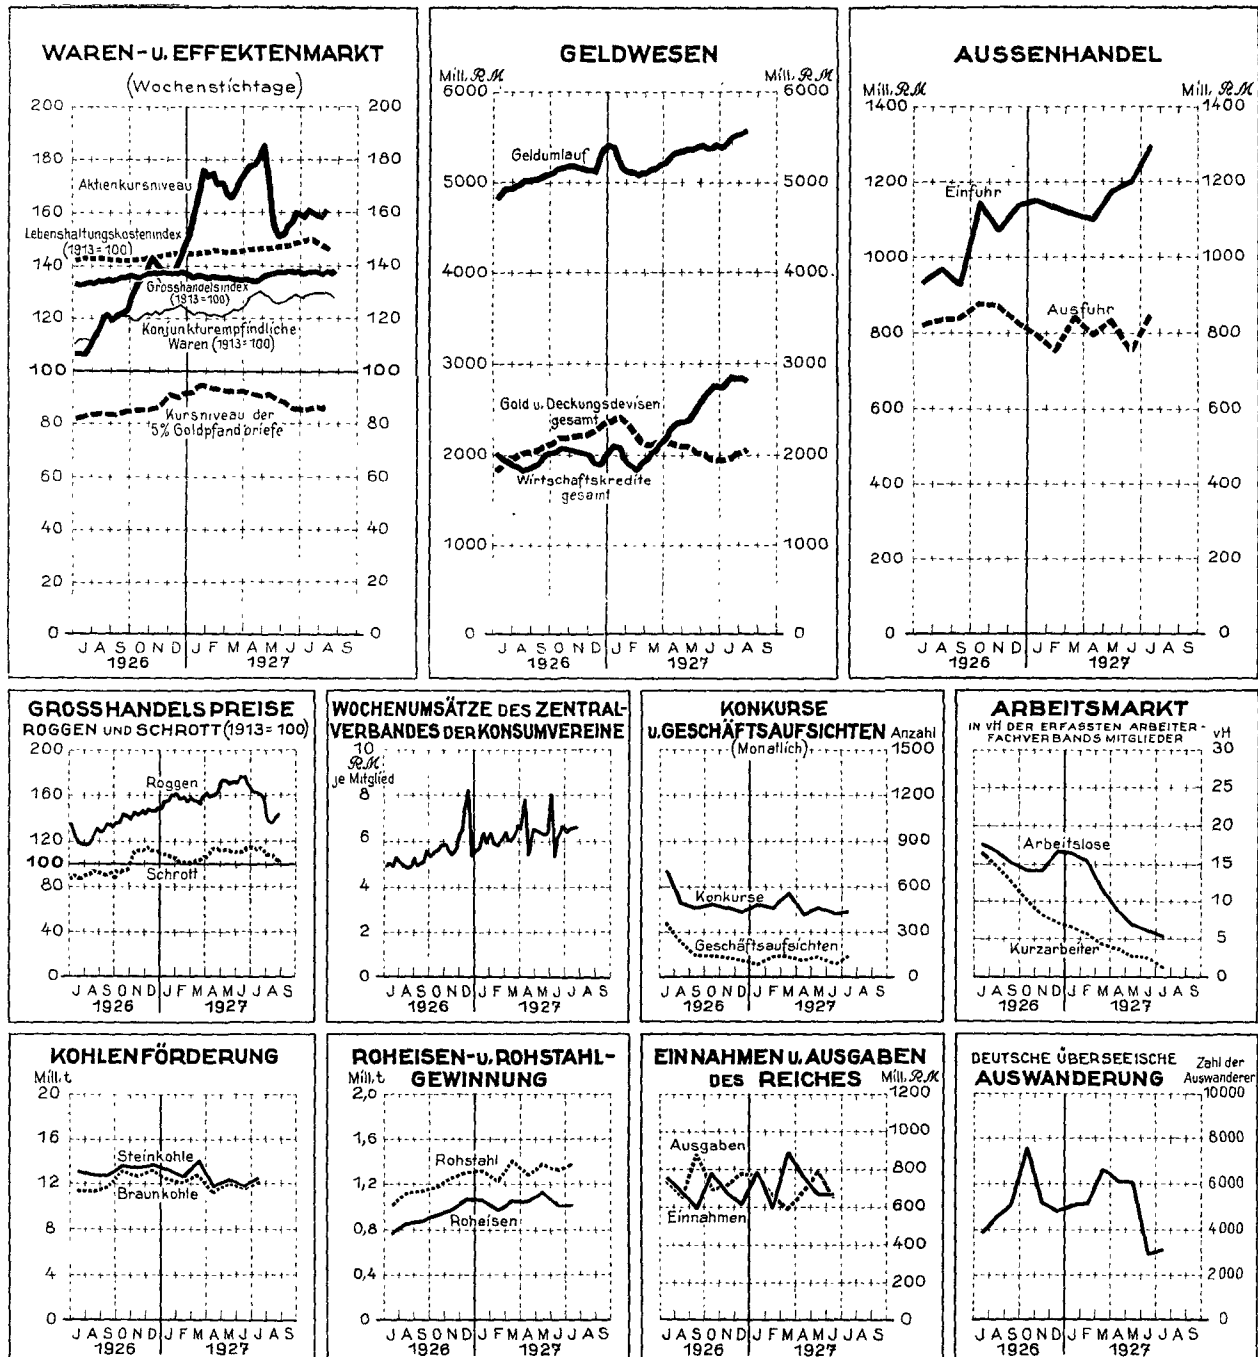 WAREN- u. EFFEKTENMARKT
(Wochenstichtage)
200 200
180 180
Aktienkursniveau
160 160
Lebenshaltungskostenindex
(1913=100)
140 140
Grosshandelsindex
(1913=100)
120 120
Konjunkturempfindliche
Waren (1913=100)
100 100
80 80
Kursniveau der
5% Goldpfandbriefe
60 60
40 40
20 20
0 0
J A S O N D J F M A M J J A S
1926 1927
GELDWESEN
Mill. RM Mill. RM
6000 6000
Geldumlauf
5000 5000
4000 4000
3000 3000
Gold u. Deckungsdevisen
gesamt
2000 2000
Wirtschaftskredite
gesamt
1000 1000
0 0
J A S O N D J F M A M J J A S
1926 1927
AUSSENHANDEL
Mill. RM Mill. RM
1400 1400
1200 1200
Einfuhr
1000 1000
Ausfuhr
800 800
600 600
400 400
200 200
0 0
J A S O N D J F M A M J J A S
1926 1927
GROSSHANDELSPREISE
ROGGEN UND SCHROTT (1913=100)
200
Roggen
160
120
100
Schrott
80
40
0
J A S O N D J F M A M J J A S
1926 1927
WOCHENUMSÄTZE DES ZENTRAL-
VERBANDES DER KONSUMVEREINE
10
RM
je Mitglied
8
6
4
2
0
J A S O N D J F M A M J J A S
1926 1927
KONKURSE
u. GESCHÄFTSAUFSICHTEN Anzahl
(Monatlich)
1500
1200
900
600
Konkurse
300
Geschäftsaufsichten
0
J A S O N D J F M A M J J A S
1926 1927
ARBEITSMARKT
IN vH DER ERFASSTEN ARBEITER-
FACHVERBANDS MITGLIEDER vH
30
25
20
Arbeitslose
15
10
5
Kurzarbeiter
0
J A S O N D J F M A M J J A S
1926 1927
KOHLENFÖRDERUNG
Mill. t
20
16
Steinkohle
12
Braunkohle
8
4
0
J A S O N D J F M A M J J A S
1926 1927
ROHEISEN- u. ROHSTAHL-
GEWINNUNG
Mill. t
2,0
1,6
Rohstahl
1,2
Roheisen
0,8
0,4
0
J A S O N D J F M A M J J A S
1926 1927
EINNAHMEN u. AUSGABEN
DES REICHES Mill. RM
1200
1000
Ausgaben
800
600
Einnahmen
400
200
0
J A S O N D J F M A M J J A S
1926 1927
DEUTSCHE ÜBERSEEISCHE
AUSWANDERUNG
Zahl der
Auswanderer
10000
8000
6000
4000
2000
0
J A S O N D J F M A M J J A S
1926 1927